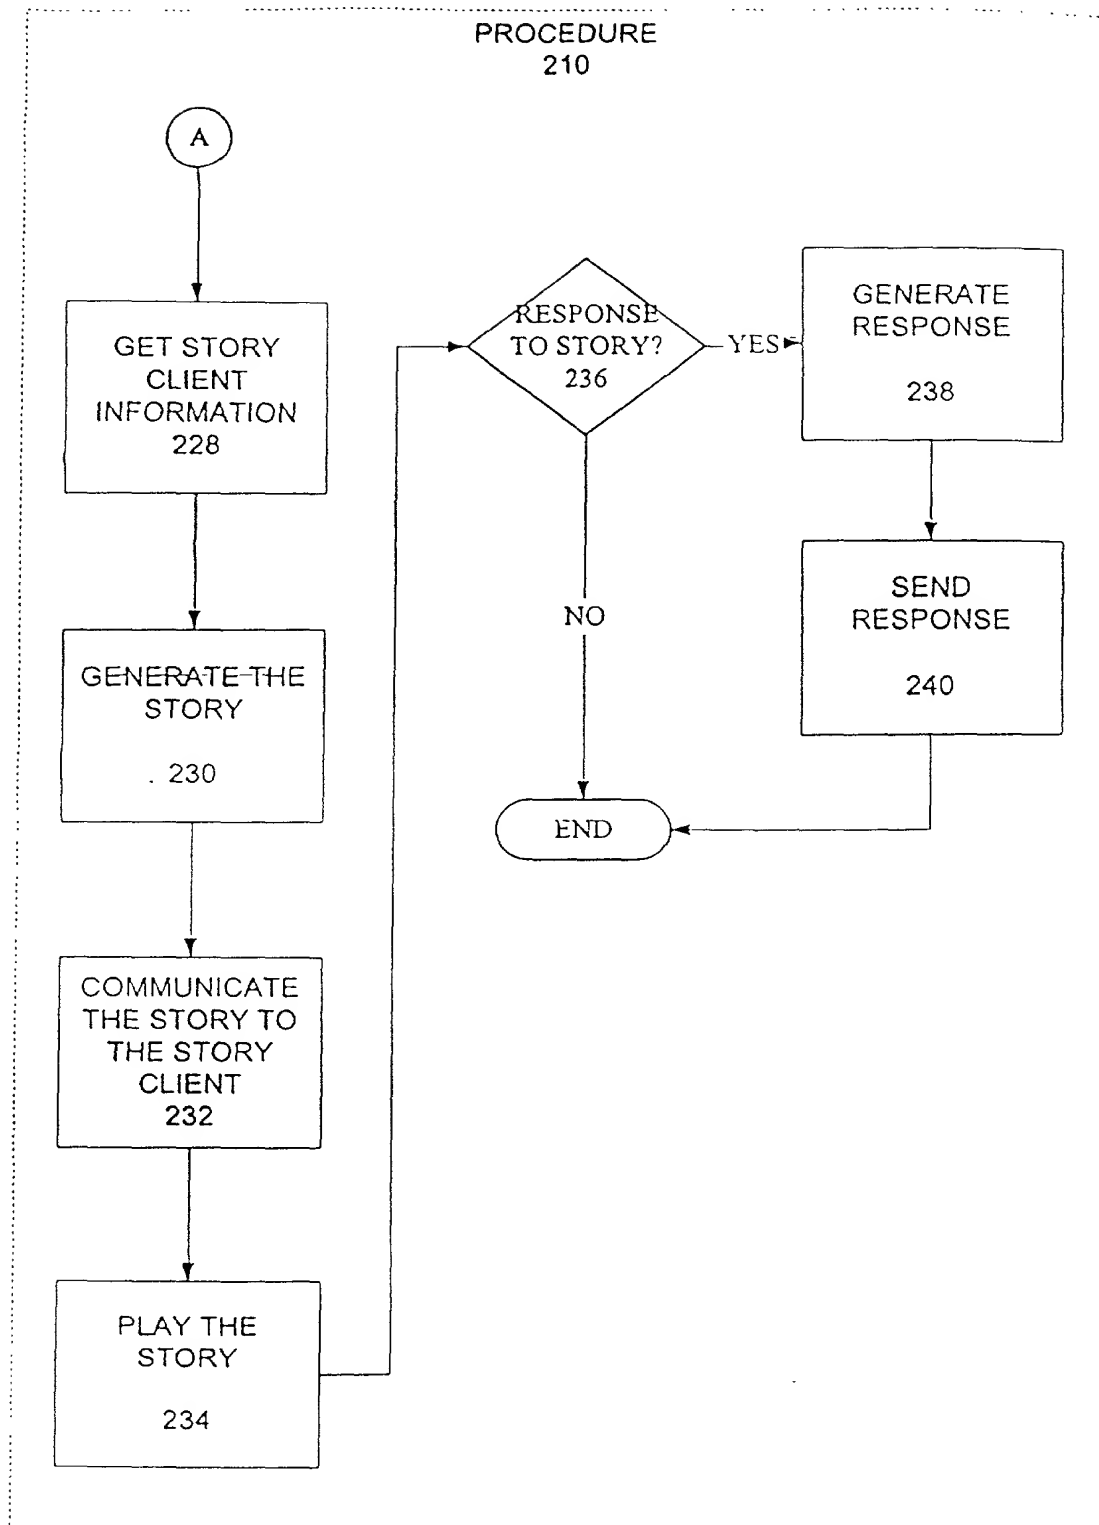 PROCEDURE
210
A
GET STORY
CLIENT
INFORMATION
228
GENERATE THE
STORY
230
COMMUNICATE
THE STORY TO
THE STORY
CLIENT
232
PLAY THE
STORY
234
RESPONSE
TO STORY?
236
YES
NO
GENERATE
RESPONSE
238
SEND
RESPONSE
240
END